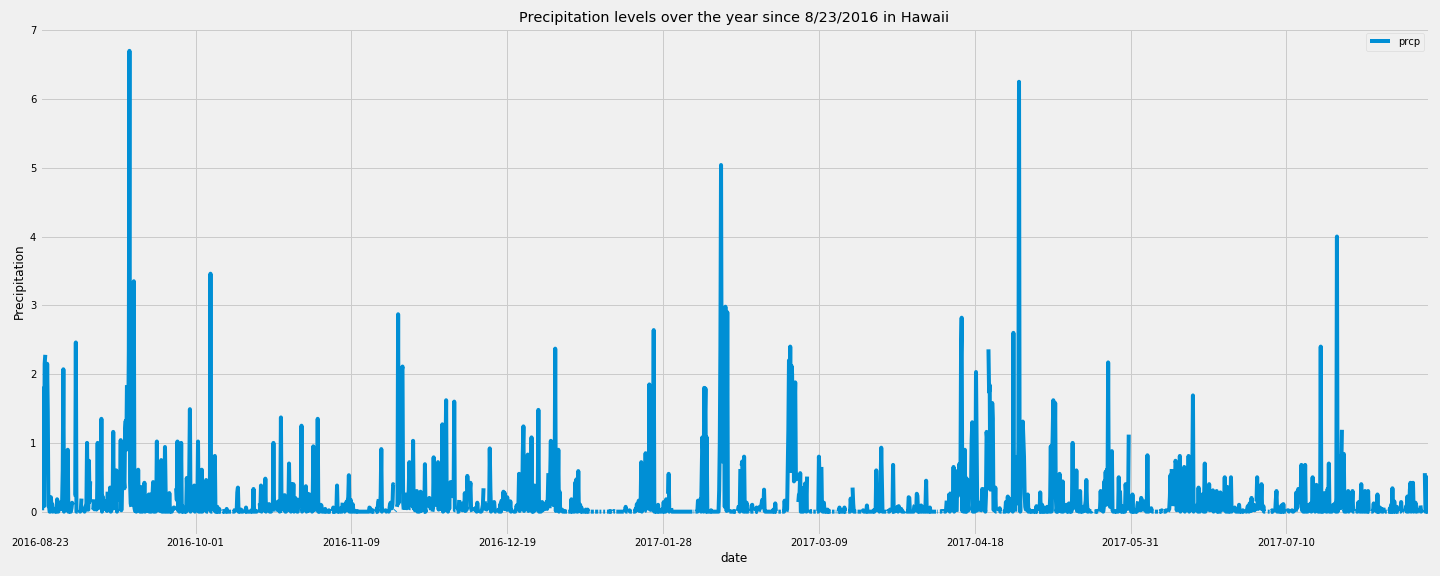 Precipitation levels over the year since 8/23/2016 in Hawaii
prcp
Precipitation
7
6
5
4
3
2
1
0
2016-08-23 2016-10-01 2016-11-09 2016-12-19 2017-01-28 2017-03-09 2017-04-18 2017-05-31 2017-07-10
date